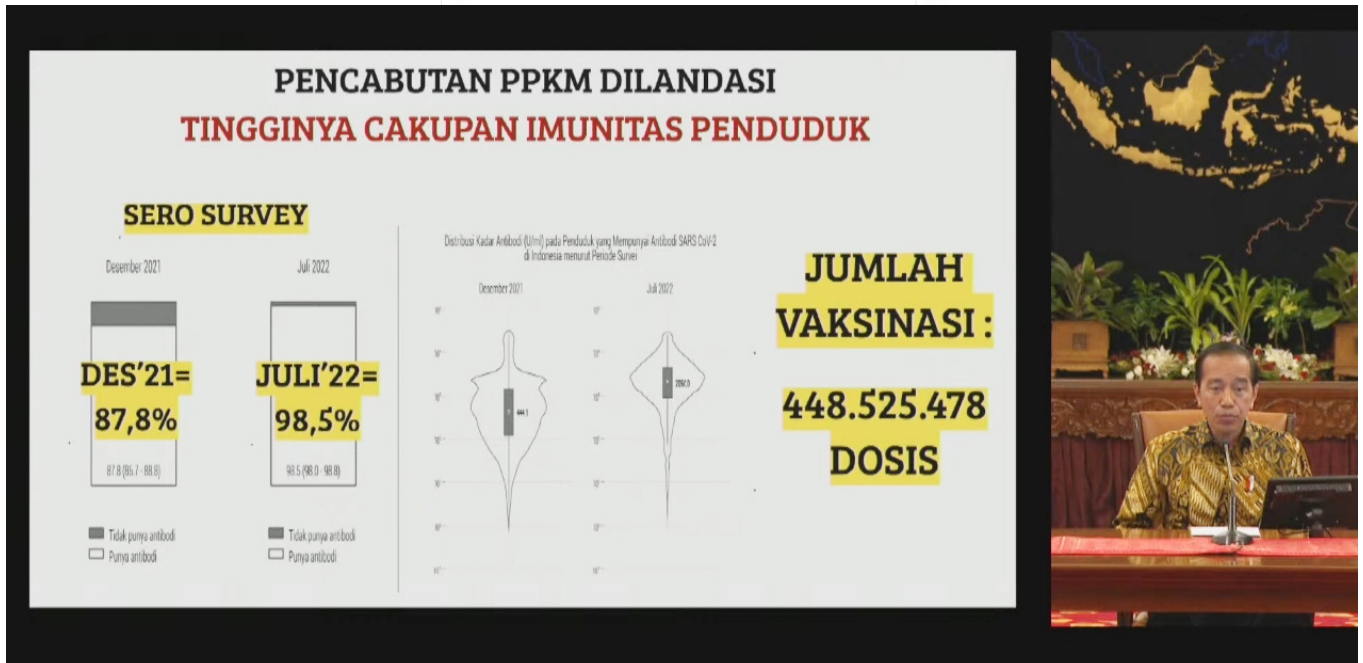 PENCABUTAN PPKM DILANDASI
TINGGINYA CAKUPAN IMUNITAS PENDUDUK
SERO SURVEY
Desember 2021
Juli 2022
DES'21=
87,8%
JULI'22=
98,5%
87.8 (86.7 - 88.8)
98.5 (98.0 - 98.8)
Tidak punya antibodi
Punya antibodi
Tidak punya antibodi
Punya antibodi
Distribusi Kadar Antibodi (U/ml) pada Penduduk yang Mempunyai Antibodi SARS CoV-2
di Indonesia menurut Periode Survei
Desember 2021
Juli 2022
444.1
JUMLAH
VAKSINASI :
448.525.478
DOSIS